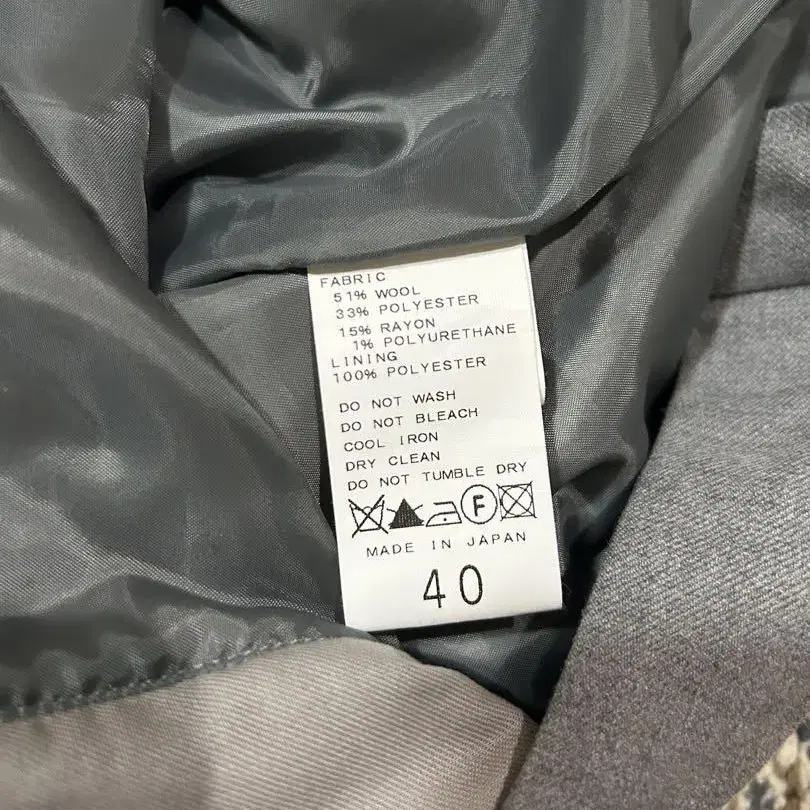 FABRIC
51% WOOL
33% POLYESTER
15% RAYON
1% POLYURETHANE
LINING
100% POLYESTER
DO NOT WASH
DO NOT BLEACH
COOL IRON
DRY CLEAN
DO NOT TUMBLE DRY
F
MADE IN JAPAN
40